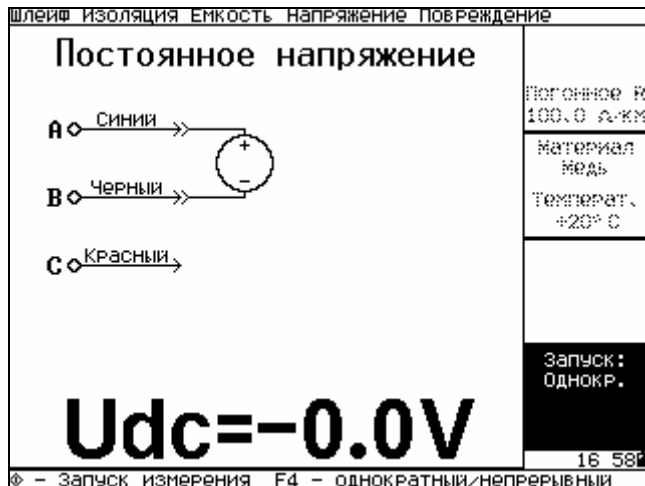 Шлейф Изоляция Емкость Напряжение Повреждение
Постоянное напряжение
Погонное R
100.0 Ω/км
Материал
Медь
Температ.
+20° C
A Синий
+
B Черный
-
C Красный
Запуск:
Однокр.
Udc=-0.0V
16 58
- Запуск измерения F4 - однократный/непрерывный